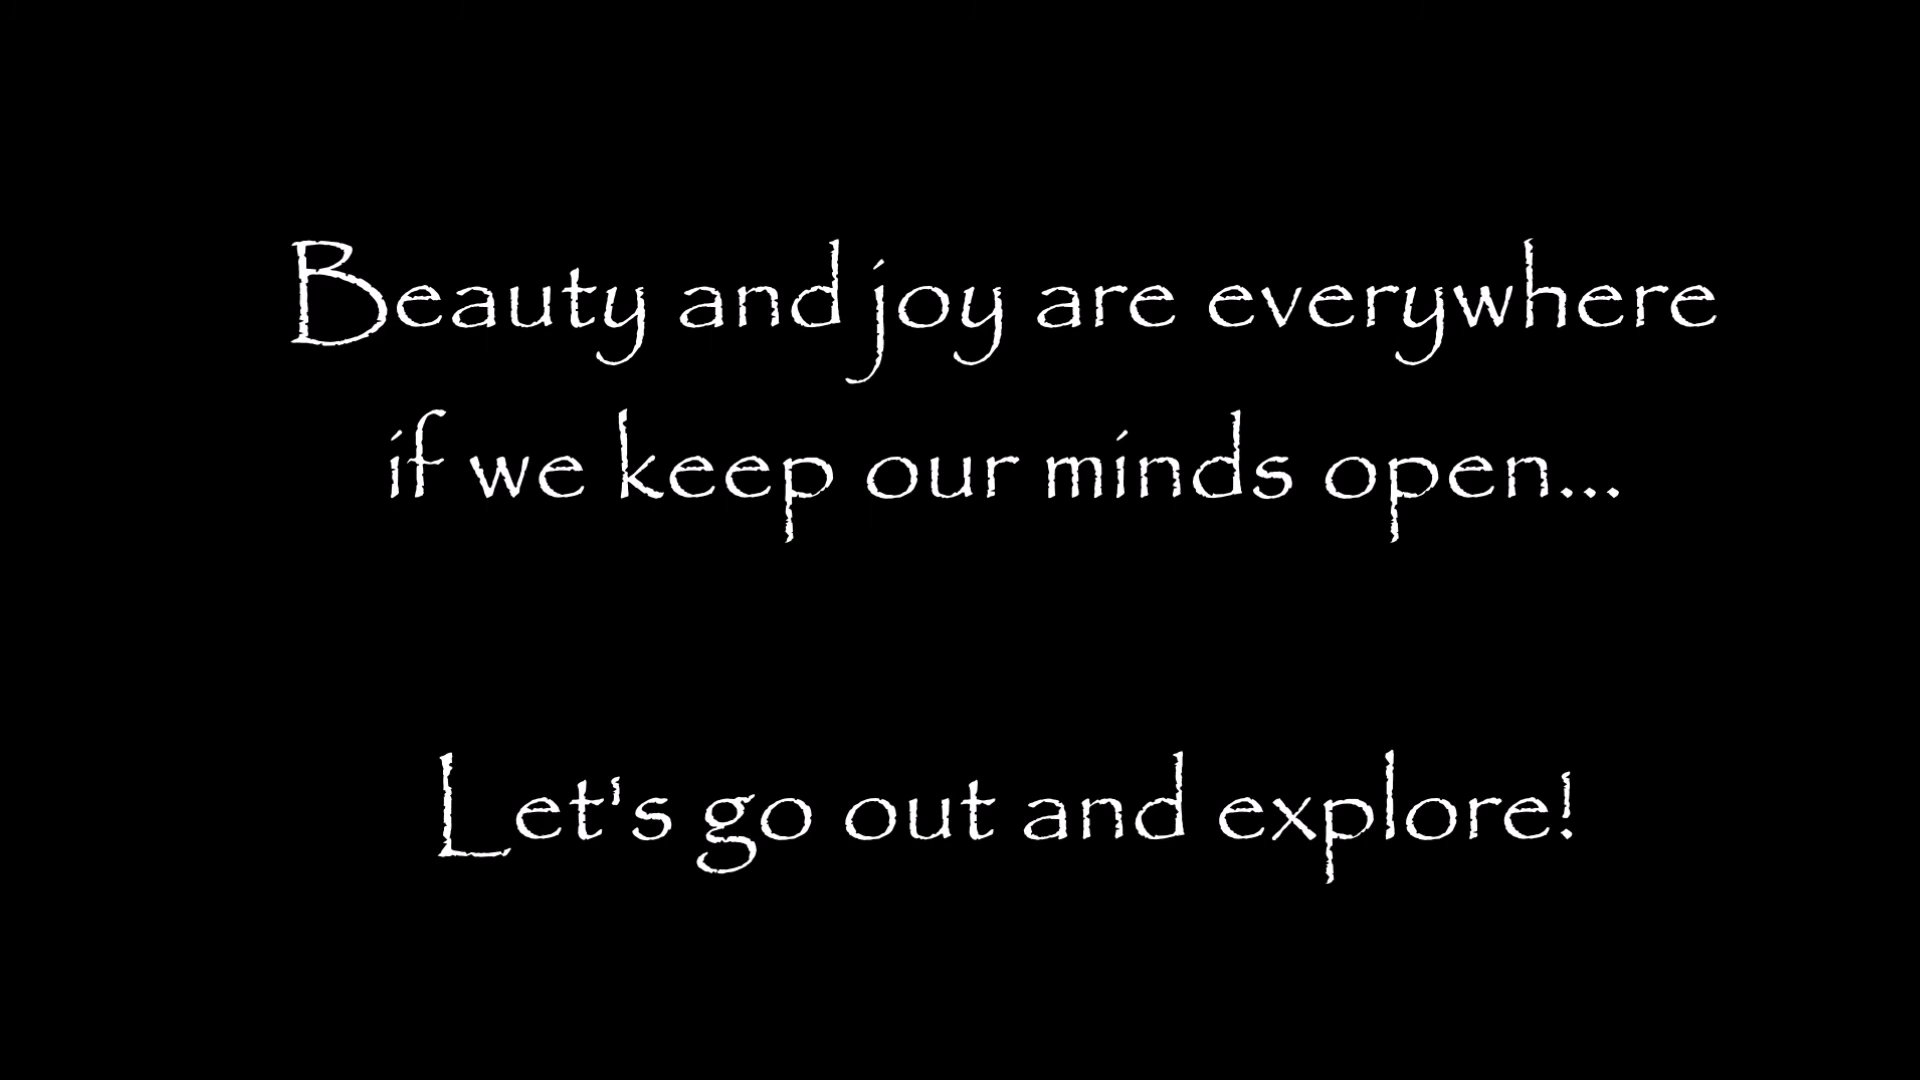 Beauty and joy are everywhere
if we keep our minds open...
Let's go out and explore!